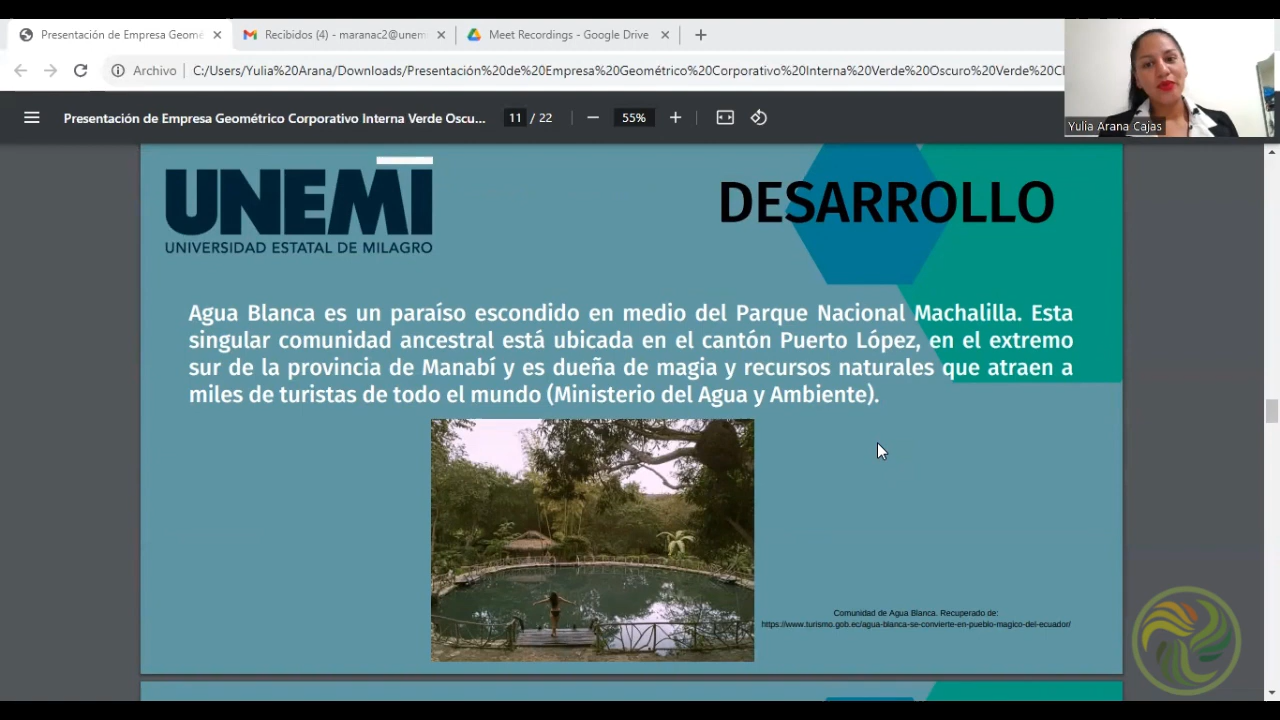 Presentación de Empresa Geomé
Recibidos (4) - maranac2@unem
Meet Recordings - Google Drive
Archivo
C:/Users/Yulia%20Arana/Downloads/Presentación%20de%20Empresa%20Geométrico%20Corporativo%20Interna%20Verde%20Oscuro%20Verde%20Cl
Yulia Arana Cajas
Presentación de Empresa Geométrico Corporativo Interna Verde Oscu...
11 / 22
55%
UNEMI
UNIVERSIDAD ESTATAL DE MILAGRO
DESARROLLO
Agua Blanca es un paraíso escondido en medio del Parque Nacional Machalilla. Esta
singular comunidad ancestral está ubicada en el cantón Puerto López, en el extremo
sur de la provincia de Manabí y es dueña de magia y recursos naturales que atraen a
miles de turistas de todo el mundo (Ministerio del Agua y Ambiente).
Comunidad de Agua Blanca. Recuperado de:
https://www.turismo.gob.ec/agua-blanca-se-convierte-en-pueblo-magico-del-ecuador/